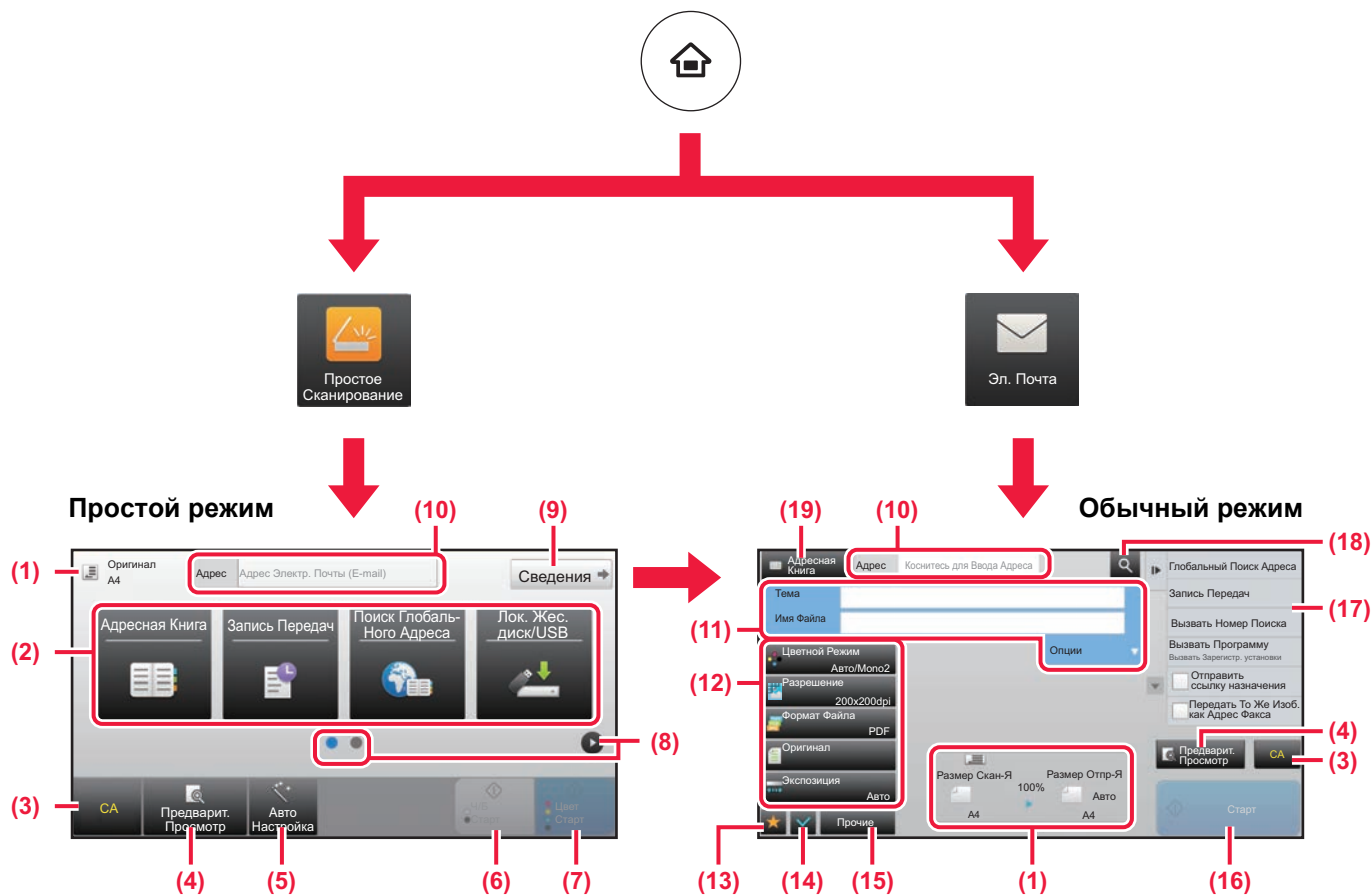 Простое
Сканирование
Эл. Почта
Простой режим
(10)
(9)
(1)
Оригинал
A4
Адрес
Адрес Электр. Почты (E-mail)
Сведения
(2)
Адресная Книга
Запись Передач
Поиск Глобаль-
Ного Адреса
Лок. Жес.
диск/USB
(8)
(3)
CA
Предварит.
Просмотр
Авто
Настройка
Ч/Б
Старт
Цвет
Старт
(4)
(5)
(6)
(7)
Обычный режим
(19)
(10)
(18)
Адресная
Книга
Адрес
Коснитесь для Ввода Адреса
Глобальный Поиск Адреса
Запись Передач
(17)
Вызвать Номер Поиска
Вызвать Программу
Вызвать Зарегистр. установки
Отправить
ссылку назначения
Передать То Же Изоб.
как Адрес Факса
(11)
Тема
Имя Файла
Опции
(12)
Цветной Режим
Авто/Mono2
Разрешение
200x200dpi
Формат Файла
PDF
Оригинал
Экспозиция
Авто
Размер Скан-Я
100%
Размер Отпр-Я
Авто
A4
A4
(4)
Предварит.
Просмотр
CA
(3)
Старт
Прочие
(13)
(14)
(15)
(1)
(16)